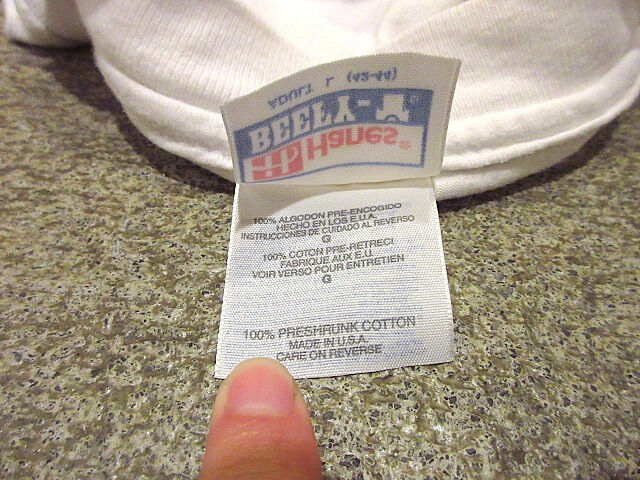 ADULT L (42-44)
BEEFY-T
Hanes®
100% ALGODON PRE-ENCOGIDO
HECHO EN LOS E.U.A.
INSTRUCCIONES DE CUIDADO AL REVERSO
G
100% COTON PRE-RETRECI
FABRIQUE AUX E.U.
VOIR VERSO POUR ENTRETIEN
G
100% PRESHRUNK COTTON
MADE IN U.S.A.
CARE ON REVERSE